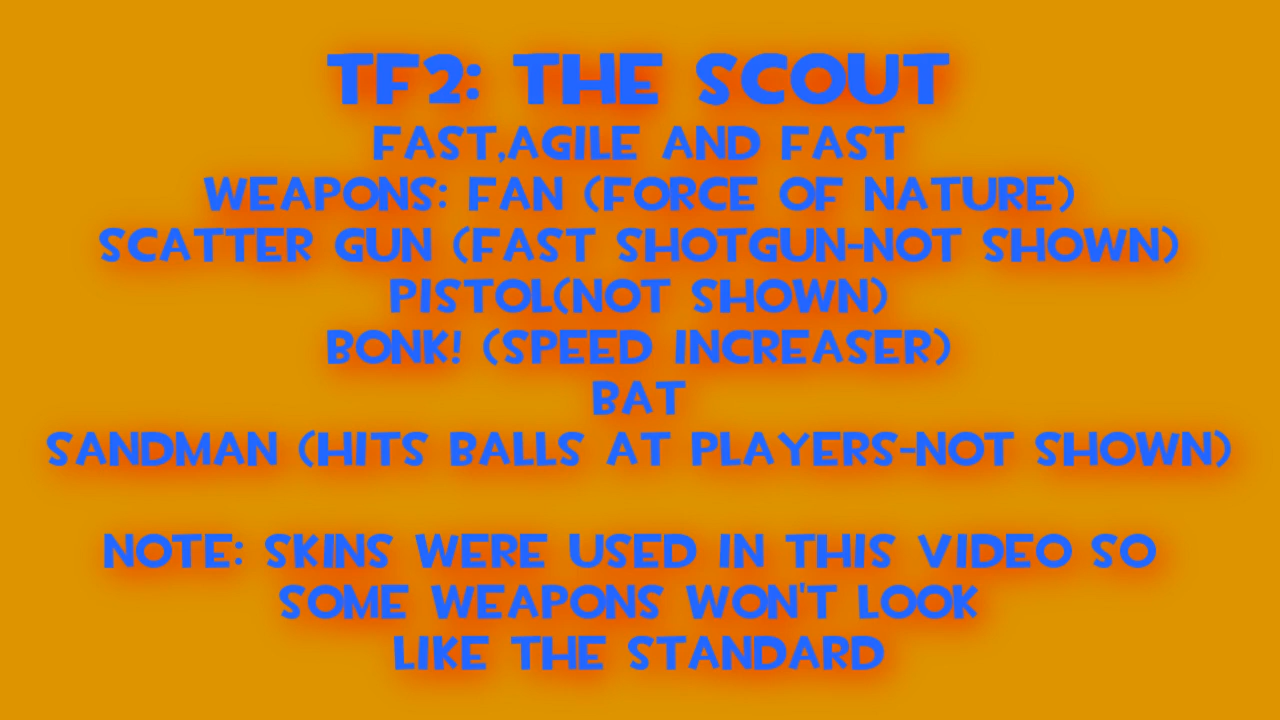 TF2: THE SCOUT
FAST,AGILE AND FAST
WEAPONS: FAN (FORCE OF NATURE)
SCATTER GUN (FAST SHOTGUN-NOT SHOWN)
PISTOL(NOT SHOWN)
BONK! (SPEED INCREASER)
BAT
SANDMAN (HITS BALLS AT PLAYERS-NOT SHOWN)
NOTE: SKINS WERE USED IN THIS VIDEO SO
SOME WEAPONS WON'T LOOK
LIKE THE STANDARD